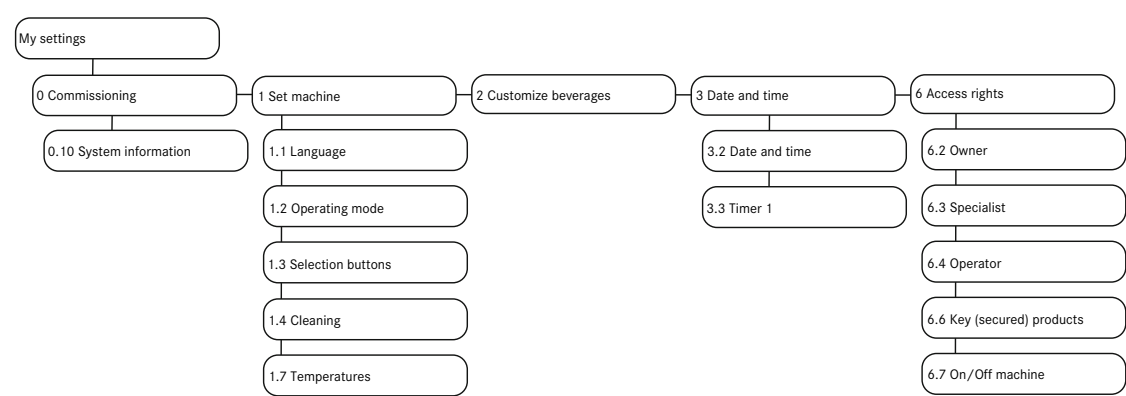 My settings
0 Commissioning
0.10 System information
1 Set machine
1.1 Language
1.2 Operating mode
1.3 Selection buttons
1.4 Cleaning
1.7 Temperatures
2 Customize beverages
3 Date and time
3.2 Date and time
3.3 Timer 1
6 Access rights
6.2 Owner
6.3 Specialist
6.4 Operator
6.6 Key (secured) products
6.7 On/Off machine